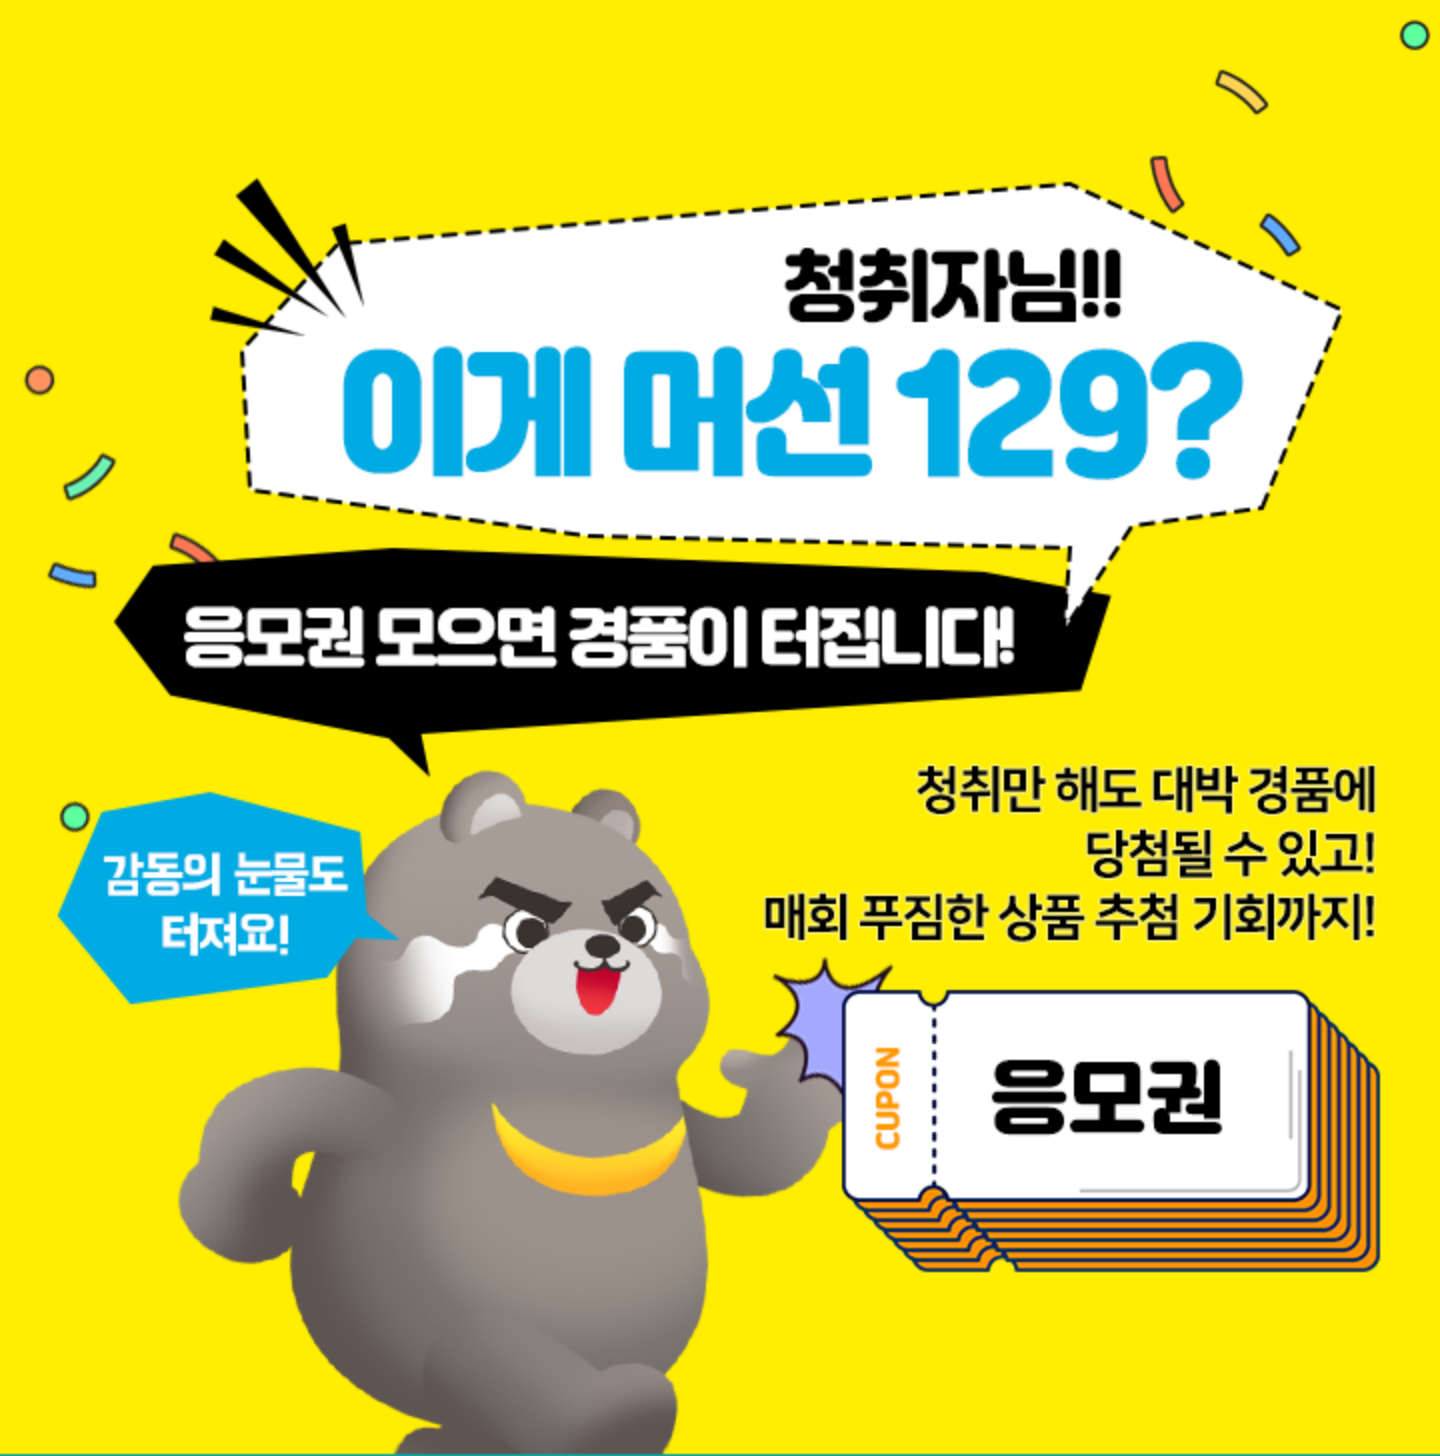 청취자님!!
이게 머선 129?
응모권 모으면 경품이 터집니다!
청취만 해도 대박 경품에
당첨될 수 있고!
매회 푸짐한 상품 추첨 기회까지!
감동의 눈물도
터져요!
CUPON
응모권